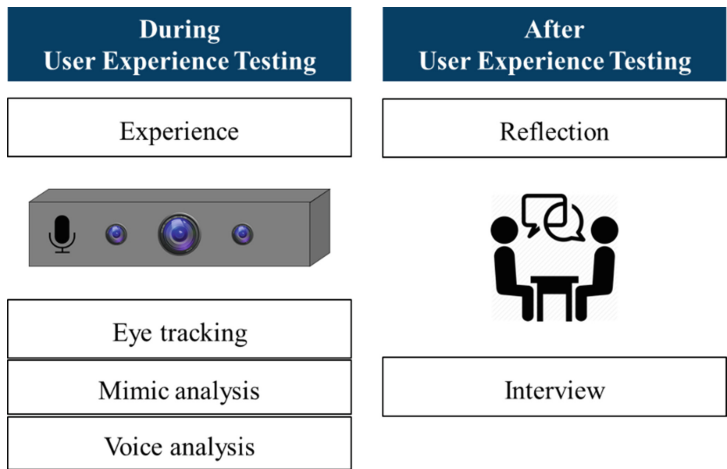 During
User Experience Testing
Experience
Eye tracking
Mimic analysis
Voice analysis
After
User Experience Testing
Reflection
Interview